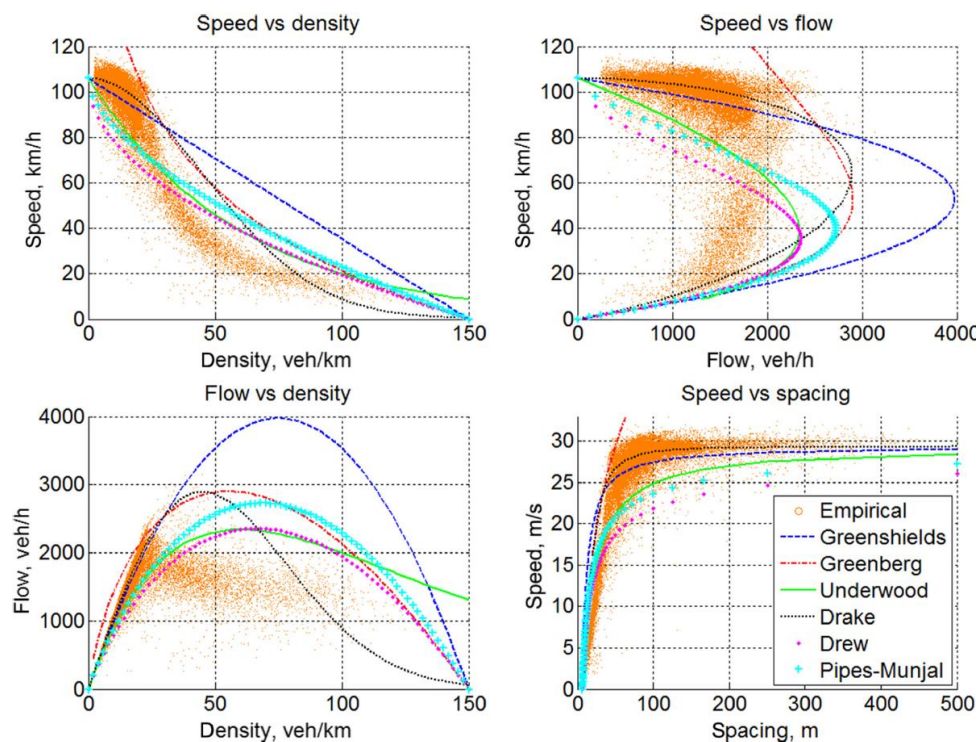 Speed vs density
Speed, km/h
120
100
80
60
40
20
0
0 50 100 150
Density, veh/km
Speed vs flow
Speed, km/h
120
100
80
60
40
20
0
0 1000 2000 3000 4000
Flow, veh/h
Flow vs density
Flow, veh/h
4000
3000
2000
1000
0
0 50 100 150
Density, veh/km
Speed vs spacing
Speed, m/s
30
25
20
15
10
5
0
0 100 200 300 400 500
Spacing, m
Empirical
Greenshields
Greenberg
Underwood
Drake
Drew
Pipes-Munjal